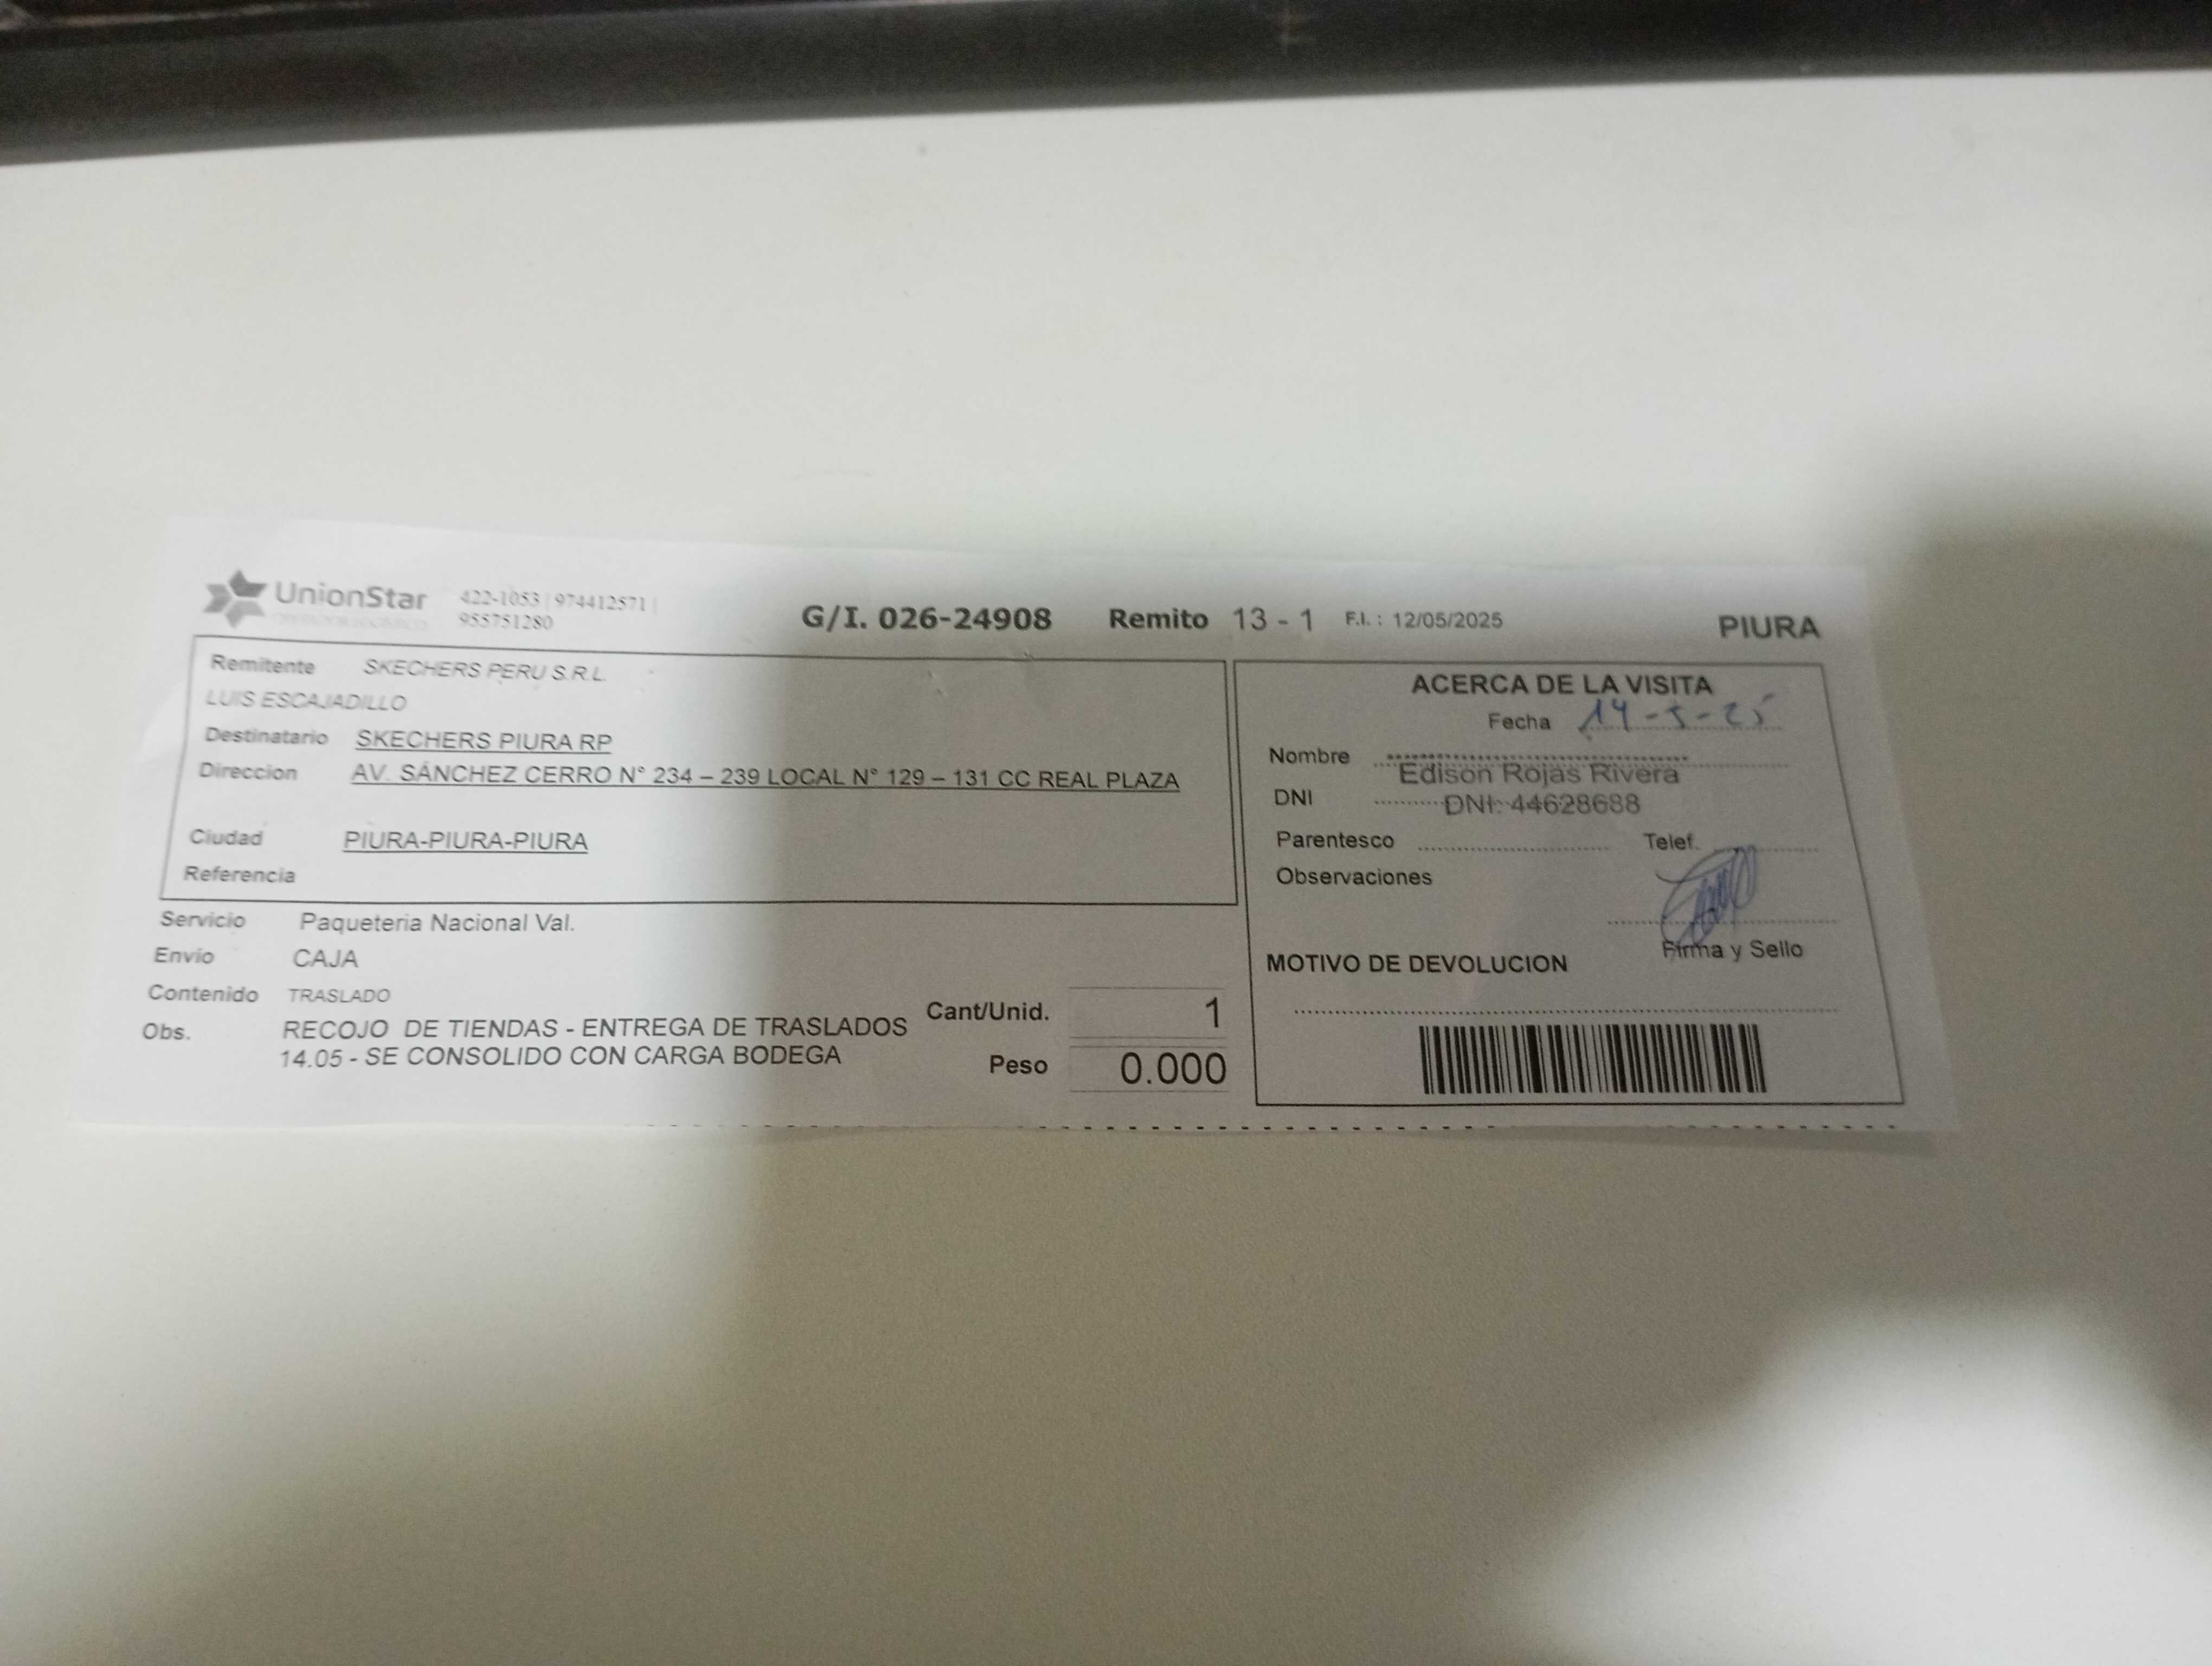 UnionStar
422-1053 | 974412571 |
955751280
G/I. 026-24908 Remito 13 - 1 F.I. : 12/05/2025 PIURA
Remitente SKECHERS PERU S.R.L.
LUIS ESCAJADILLO
Destinatario SKECHERS PIURA RP
Direccion AV. SÁNCHEZ CERRO N° 234 – 239 LOCAL N° 129 – 131 CC REAL PLAZA
Ciudad PIURA-PIURA-PIURA
Referencia
Servicio Paqueteria Nacional Val.
Envio CAJA
Contenido TRASLADO
Obs. RECOJO DE TIENDAS - ENTREGA DE TRASLADOS
14.05 - SE CONSOLIDO CON CARGA BODEGA
Cant/Unid. 1
Peso 0.000
ACERCA DE LA VISITA
Fecha 14-5-25
Nombre Edison Rojas Rivera
DNI DNI: 44628688
Parentesco Telef.
Observaciones
Firma y Sello
MOTIVO DE DEVOLUCION